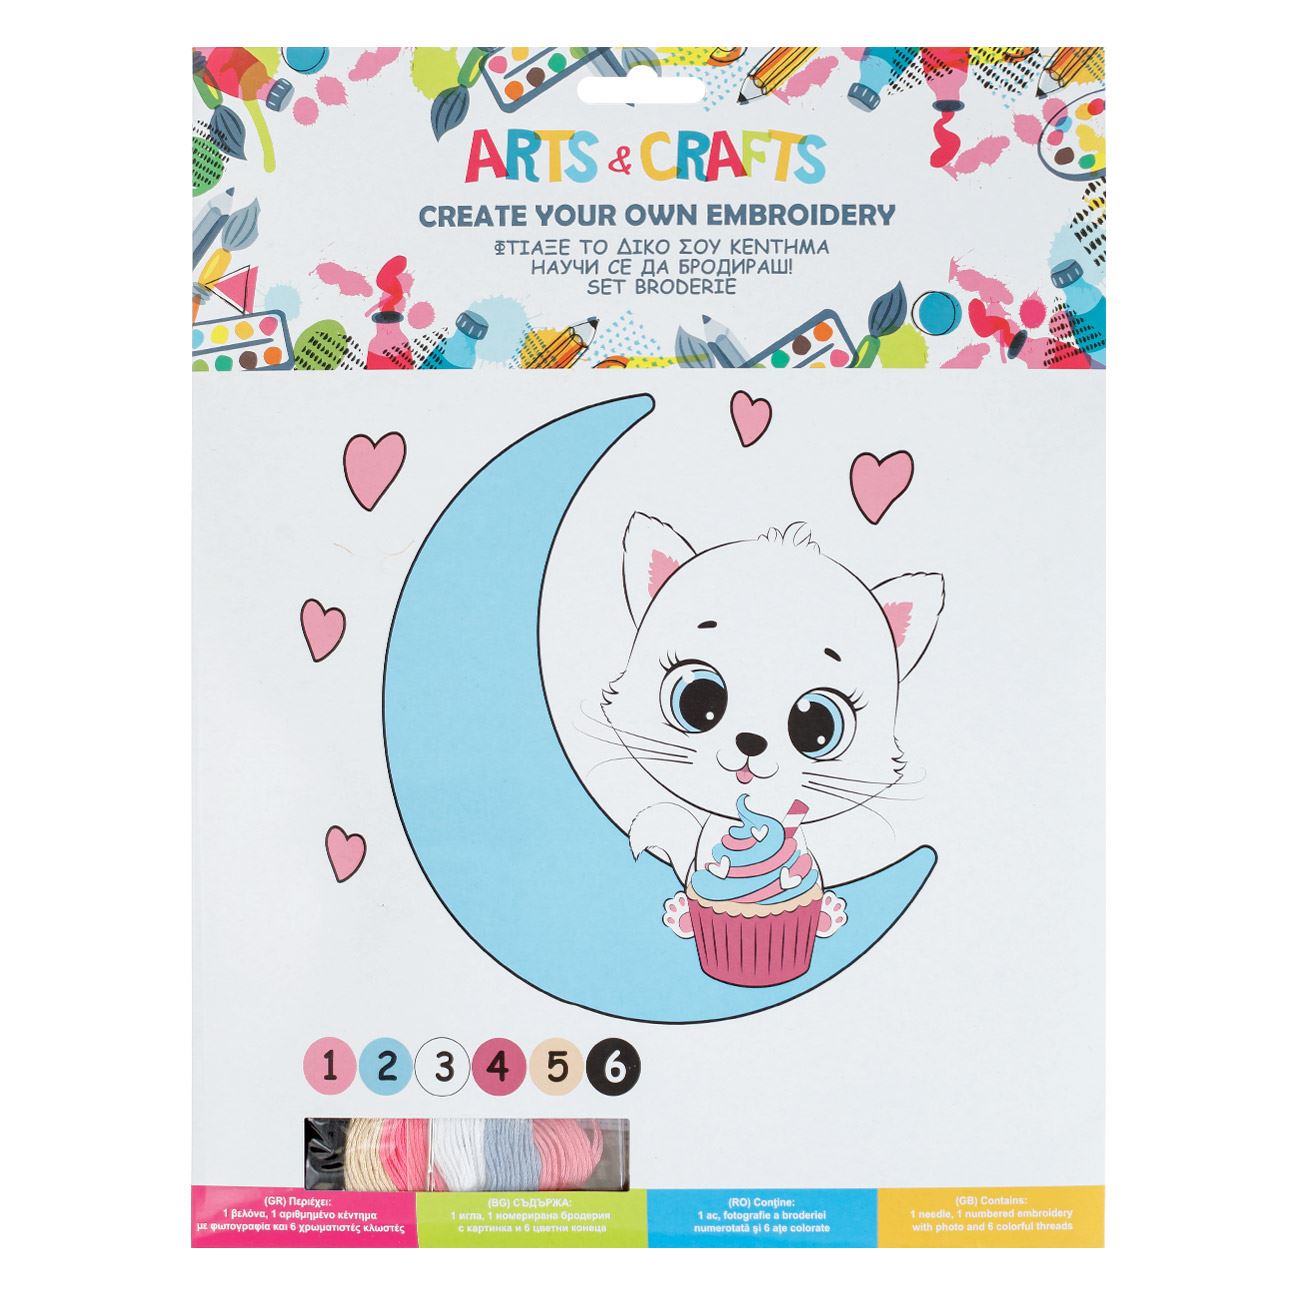 ARTS & CRAFTS
CREATE YOUR OWN EMBROIDERY
ΦΤΙΑΞΕ ΤΟ ΔΙΚΟ ΣΟΥ ΚΕΝΤΗΜΑ
НАУЧИ СЕ ДА БРОДИРАШ!
SET BRODERIE
1 2 3 4 5 6
(GR) Περιέχει:
1 βελόνα, 1 αριθμημένο κέντημα
με φωτογραφία και 6 χρωματιστές κλωστές
(BG) СЪДЪРЖА:
1 игла, 1 номерирана бродерия
с картинка и 6 цветни конеца
(RO) Conține:
1 ac, fotografie a broderiei
numerotată și 6 ațe colorate
(GB) Contains:
1 needle, 1 numbered embroidery
with photo and 6 colorful threads